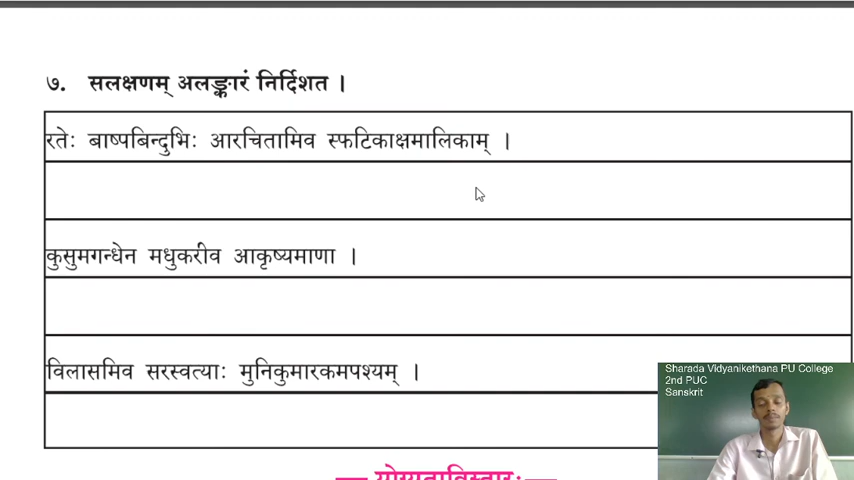 ७. सलक्षणम् अलङ्कारं निर्दिशत ।
रतेः बाष्पबिन्दुभिः आरचितामिव स्फटिकाक्षमालिकाम् ।
कुसुमगन्धेन मधुकरीव आकृष्यमाणा ।
विलासमिव सरस्वत्याः मुनिकुमारकमपश्यम् ।
Sharada Vidyanikethana PU College
2nd PUC
Sanskrit
योग्यताविस्तारः